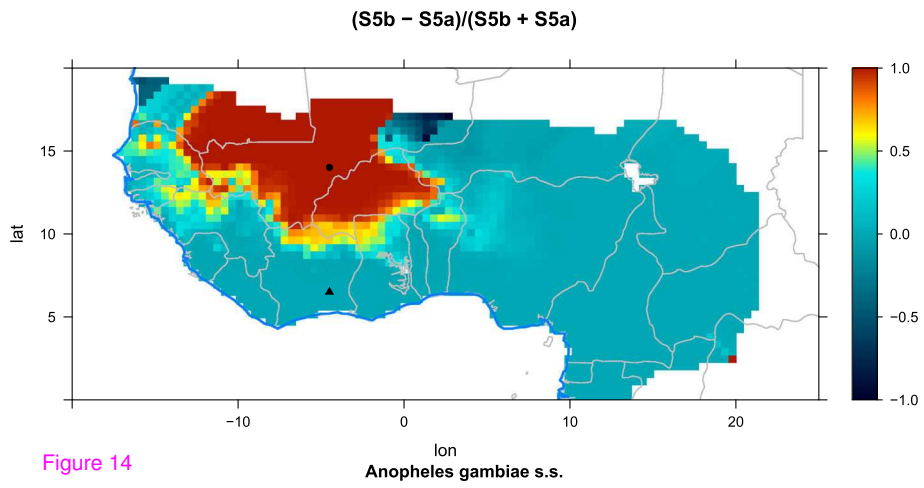 (S5b − S5a)/(S5b + S5a)
lat
15
10
5
−10
0
10
20
lon
Anopheles gambiae s.s.
1.0
0.5
0.0
−0.5
−1.0
Figure 14